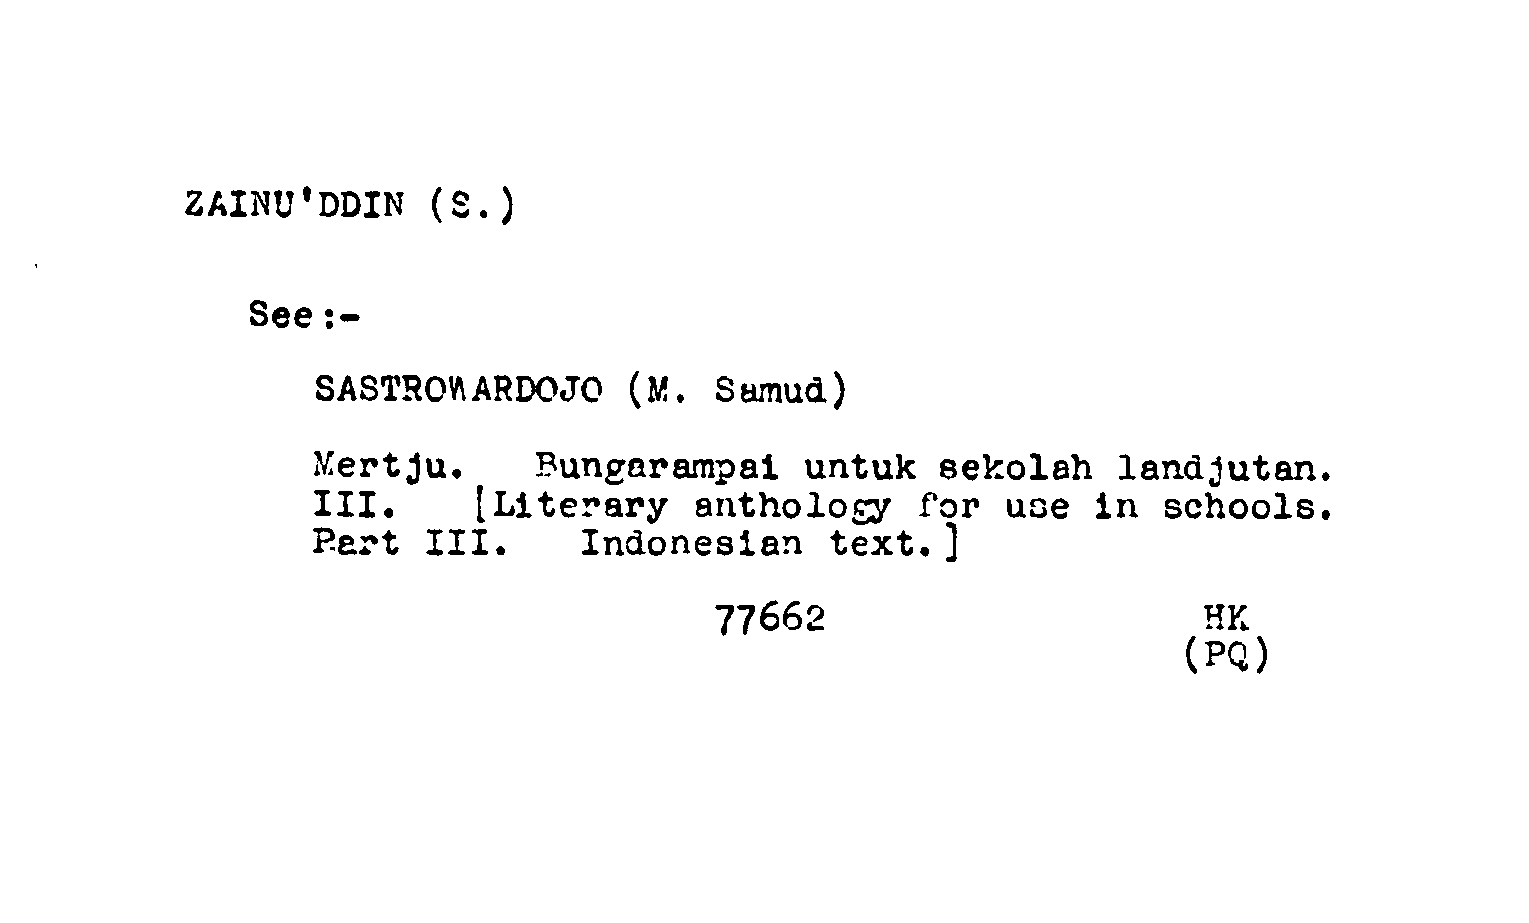 ZAINU'DDIN (S.)
See:-
SASTROWARDOJO (M. Samud)
Mertju. Bungarampai untuk sekolah landjutan.
III. [Literary anthology for use in schools.
Part III. Indonesian text.]
77662
HK
(PQ)